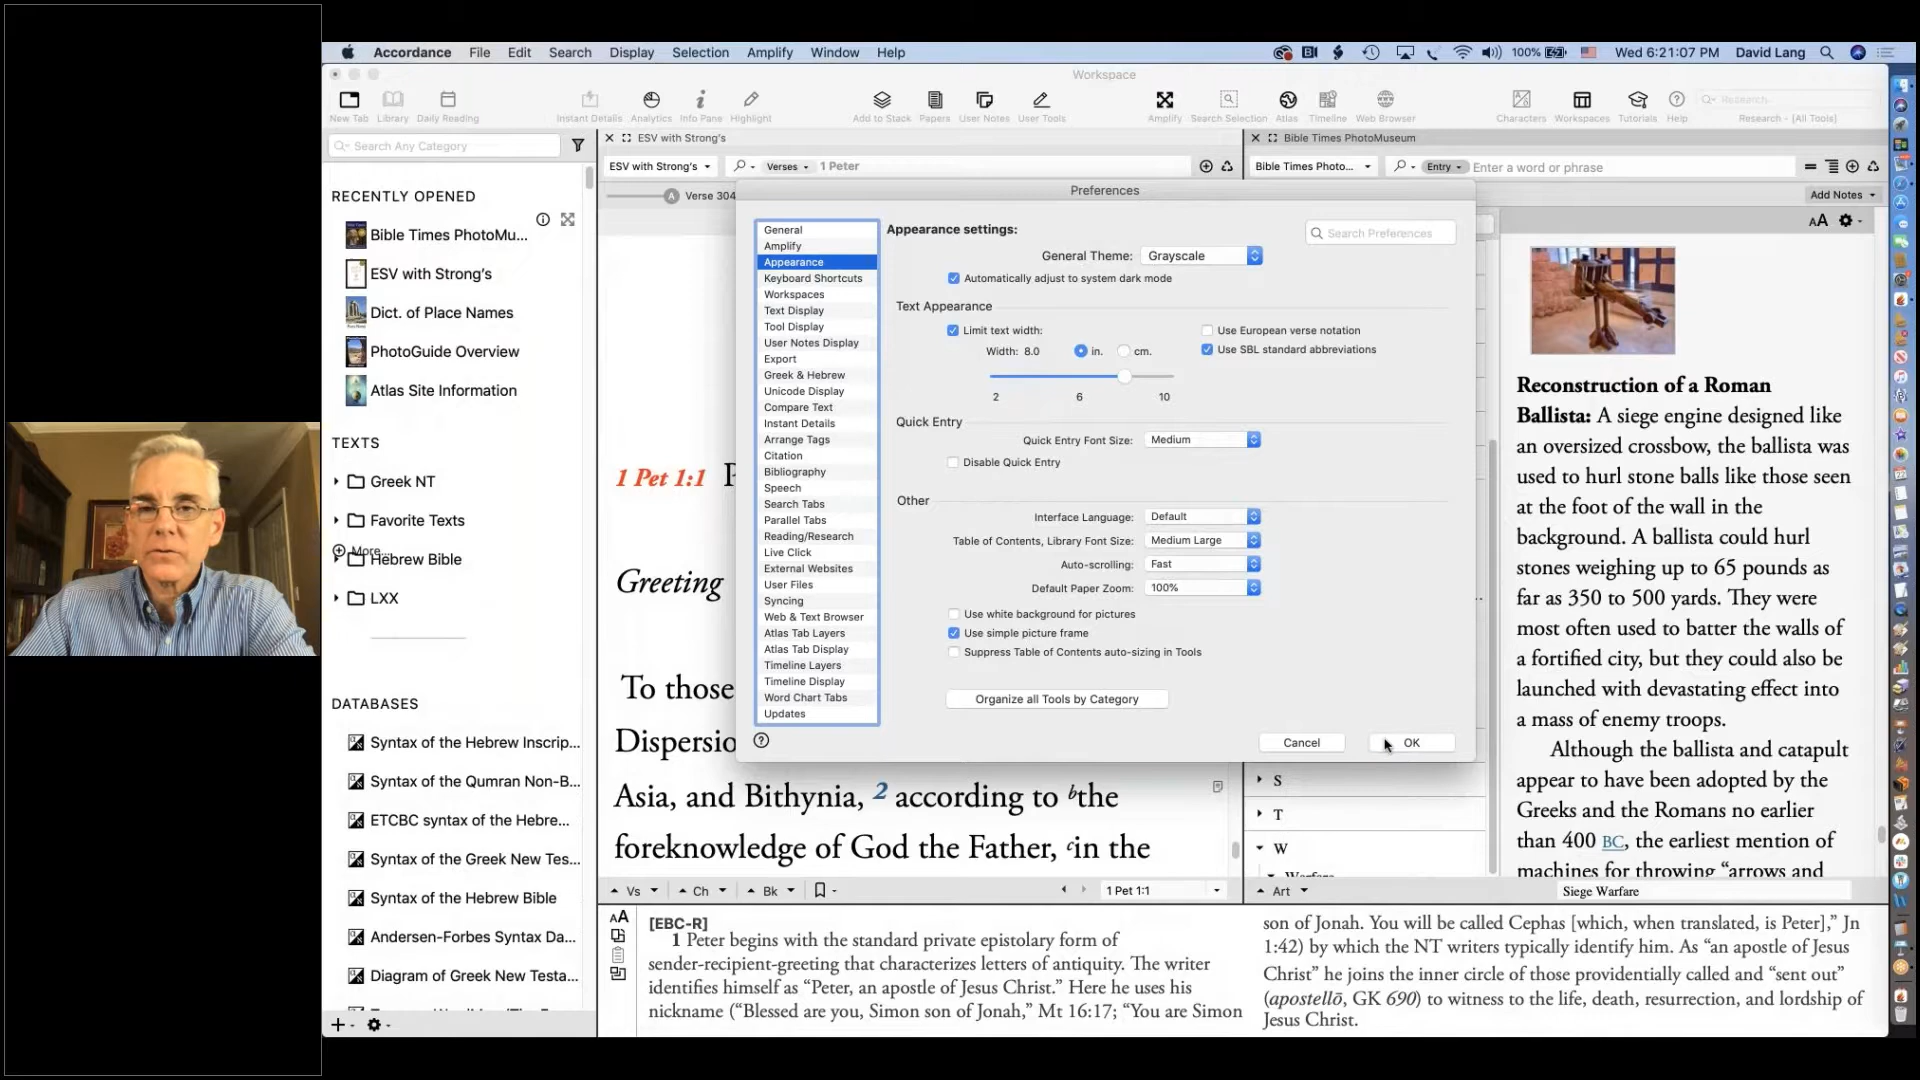 Accordance File Edit Search Display Selection Amplify Window Help
100% Wed 6:21:07 PM David Lang
Workspace
New Tab Library Daily Reading Instant Details Analytics Info Pane Highlight Add to Stack Papers User Notes User Tools Amplify Search Selection Atlas Timeline Web Browser Characters Workspaces Tutorials Help Research - [All Tools]
Search Any Category
RECENTLY OPENED
Bible Times PhotoMu...
ESV with Strong's
Dict. of Place Names
PhotoGuide Overview
Atlas Site Information
TEXTS
Greek NT
Favorite Texts
More...
Hebrew Bible
LXX
DATABASES
Syntax of the Hebrew Inscrip...
Syntax of the Qumran Non-B...
ETCBC syntax of the Hebre...
Syntax of the Greek New Tes...
Syntax of the Hebrew Bible
Andersen-Forbes Syntax Da...
Diagram of Greek New Testa...
ESV with Strong's
ESV with Strong's Verses 1 Peter
Verse 304
1 Pet 1:1 P
Greeting
To those
Dispersio
Asia, and Bithynia, 2 according to bthe
foreknowledge of God the Father, cin the
Vs Ch Bk 1 Pet 1:1
Preferences
General
Amplify
Appearance
Keyboard Shortcuts
Workspaces
Text Display
Tool Display
User Notes Display
Export
Greek & Hebrew
Unicode Display
Compare Text
Instant Details
Arrange Tags
Citation
Bibliography
Speech
Search Tabs
Parallel Tabs
Reading/Research
Live Click
External Websites
User Files
Syncing
Web & Text Browser
Atlas Tab Layers
Atlas Tab Display
Timeline Layers
Timeline Display
Word Chart Tabs
Updates
Appearance settings:
Search Preferences
General Theme: Grayscale
Automatically adjust to system dark mode
Text Appearance
Limit text width:
Width: 8.0 in. cm.
2 6 10
Use European verse notation
Use SBL standard abbreviations
Quick Entry
Quick Entry Font Size: Medium
Disable Quick Entry
Other
Interface Language: Default
Table of Contents, Library Font Size: Medium Large
Auto-scrolling: Fast
Default Paper Zoom: 100%
Use white background for pictures
Use simple picture frame
Suppress Table of Contents auto-sizing in Tools
Organize all Tools by Category
Cancel OK
Bible Times PhotoMuseum
Bible Times Photo... Entry Enter a word or phrase
Add Notes
AA
S
T
W
Reconstruction of a Roman
Ballista: A siege engine designed like
an oversized crossbow, the ballista was
used to hurl stone balls like those seen
at the foot of the wall in the
background. A ballista could hurl
stones weighing up to 65 pounds as
far as 350 to 500 yards. They were
most often used to batter the walls of
a fortified city, but they could also be
launched with devastating effect into
a mass of enemy troops.
Although the ballista and catapult
appear to have been adopted by the
Greeks and the Romans no earlier
than 400 BC, the earliest mention of
machines for throwing “arrows and
Art Siege Warfare
AA
[EBC-R]
1 Peter begins with the standard private epistolary form of
sender-recipient-greeting that characterizes letters of antiquity. The writer
identifies himself as “Peter, an apostle of Jesus Christ.” Here he uses his
nickname (“Blessed are you, Simon son of Jonah,” Mt 16:17; “You are Simon
son of Jonah. You will be called Cephas [which, when translated, is Peter],” Jn
1:42) by which the NT writers typically identify him. As “an apostle of Jesus
Christ” he joins the inner circle of those providentially called and “sent out”
(apostellō, GK 690) to witness to the life, death, resurrection, and lordship of
Jesus Christ.